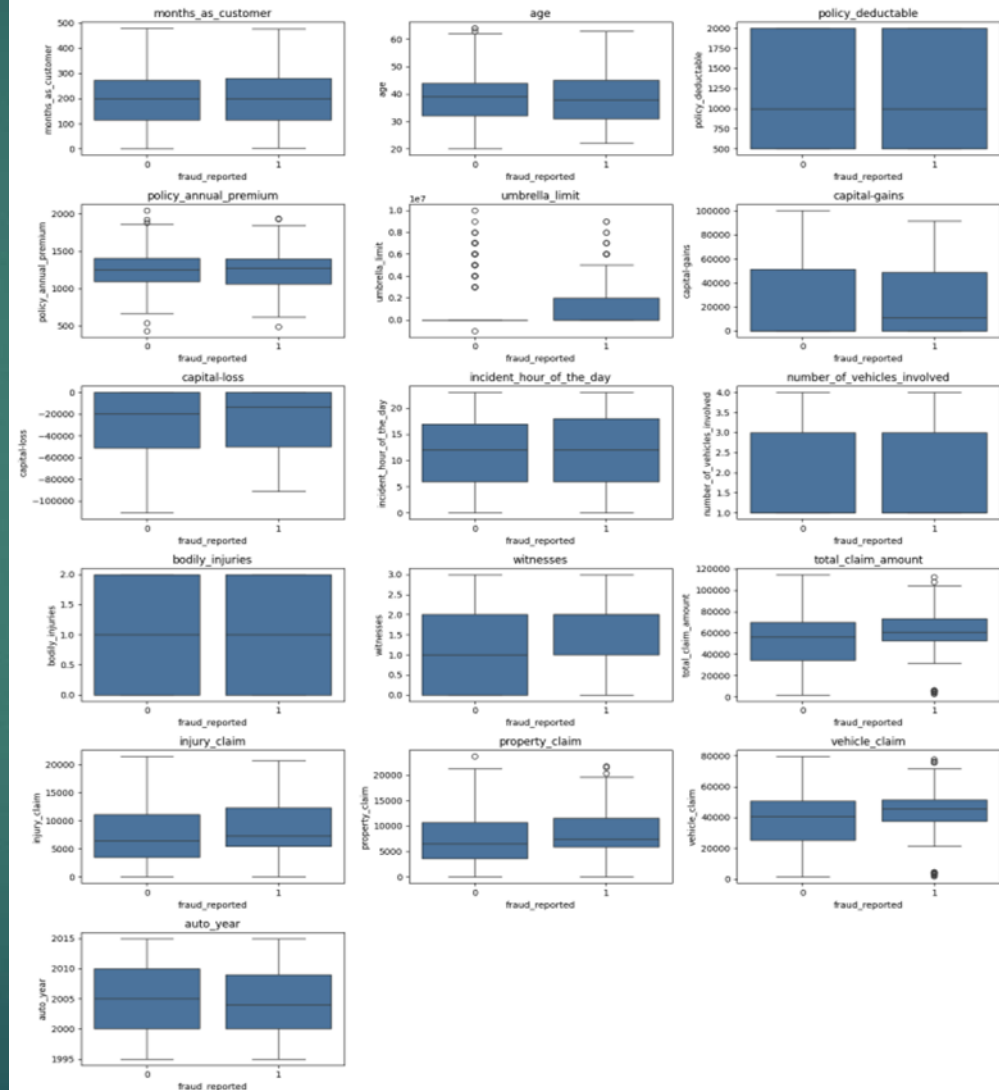 months_as_customer
500
400
300
200
100
0
months_as_customer
0 1
fraud_reported
age
60
50
40
30
20
age
0 1
fraud_reported
policy_deductable
2000
1750
1500
1250
1000
750
500
policy_deductable
0 1
fraud_reported
policy_annual_premium
2000
1500
1000
500
policy_annual_premium
0 1
fraud_reported
umbrella_limit
1e7
1.0
0.8
0.6
0.4
0.2
0.0
umbrella_limit
0 1
fraud_reported
capital-gains
100000
80000
60000
40000
20000
0
capital-gains
0 1
fraud_reported
capital-loss
0
−20000
−40000
−60000
−80000
−100000
capital-loss
0 1
fraud_reported
incident_hour_of_the_day
20
15
10
5
0
incident_hour_of_the_day
0 1
fraud_reported
number_of_vehicles_involved
4.0
3.5
3.0
2.5
2.0
1.5
1.0
number_of_vehicles_involved
0 1
fraud_reported
bodily_injuries
2.0
1.5
1.0
0.5
0.0
bodily_injuries
0 1
fraud_reported
witnesses
3.0
2.5
2.0
1.5
1.0
0.5
0.0
witnesses
0 1
fraud_reported
total_claim_amount
120000
100000
80000
60000
40000
20000
0
total_claim_amount
0 1
fraud_reported
injury_claim
20000
15000
10000
5000
0
injury_claim
0 1
fraud_reported
property_claim
20000
15000
10000
5000
0
property_claim
0 1
fraud_reported
vehicle_claim
80000
60000
40000
20000
0
vehicle_claim
0 1
fraud_reported
auto_year
2015
2010
2005
2000
1995
auto_year
0 1
fraud_reported